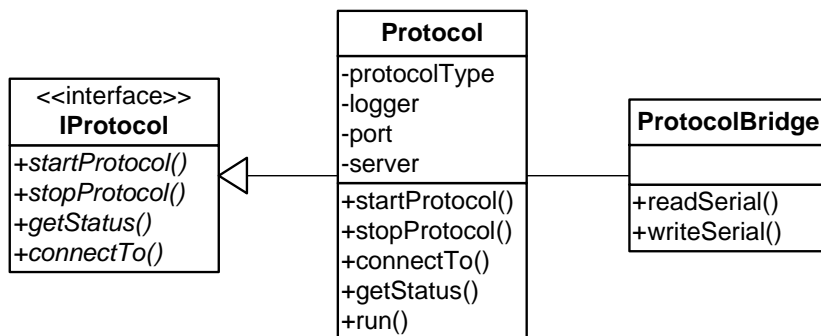 <<interface>>
IProtocol
+startProtocol()
+stopProtocol()
+getStatus()
+connectTo()
Protocol
-protocolType
-logger
-port
-server
+startProtocol()
+stopProtocol()
+connectTo()
+getStatus()
+run()
ProtocolBridge
+readSerial()
+writeSerial()